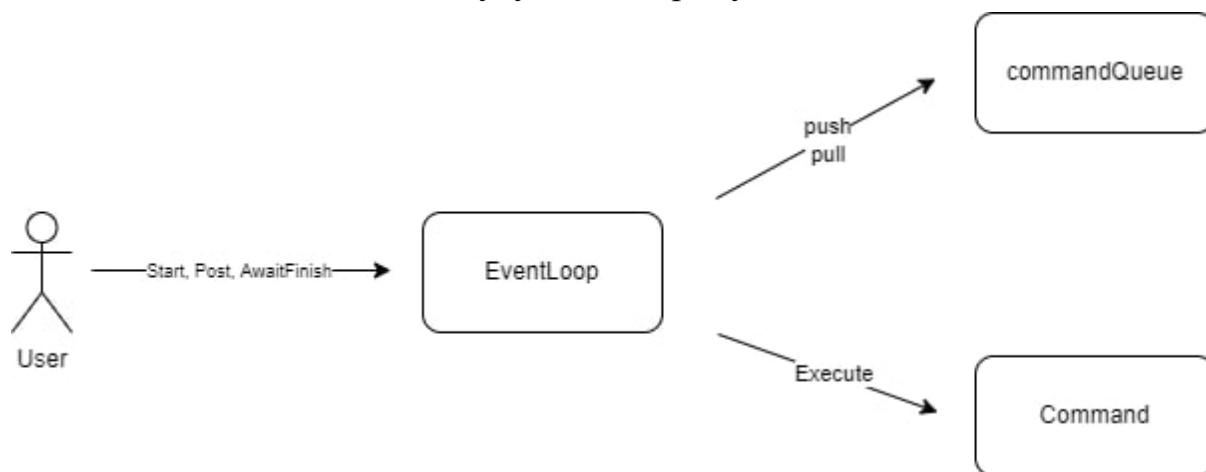 commandQueue
push
pull
Start, Post, AwaitFinish
EventLoop
User
Execute
Command